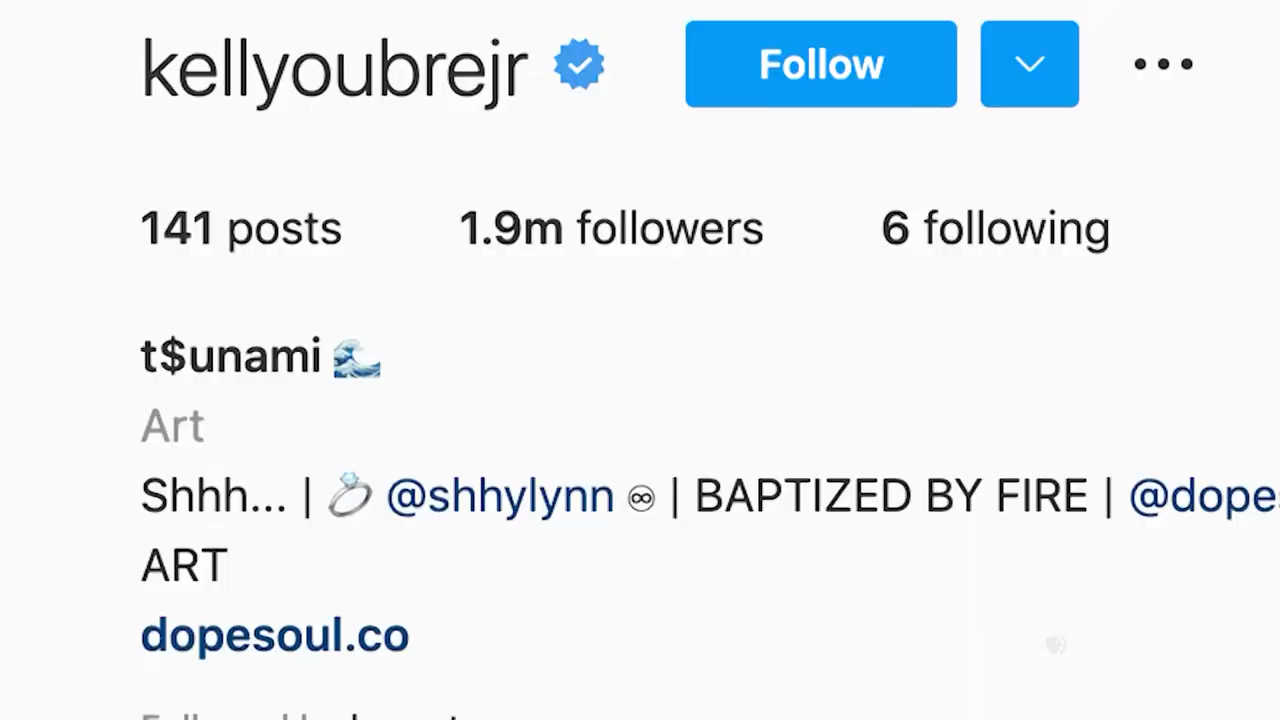 kellyoubrejr Follow
141 posts 1.9m followers 6 following
t$unami 🌊
Art
Shhh... | 💍 @shhylynn ♾ | BAPTIZED BY FIRE |
ART
dopesoul.co